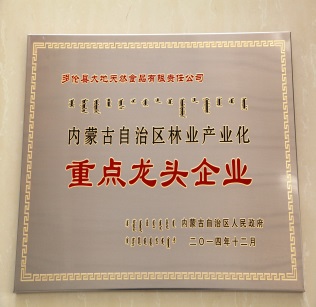 多伦县大地天然食品有限责任公司
内蒙古自治区林业产业化
重点龙头企业
内蒙古自治区人民政府
二〇一四年十二月